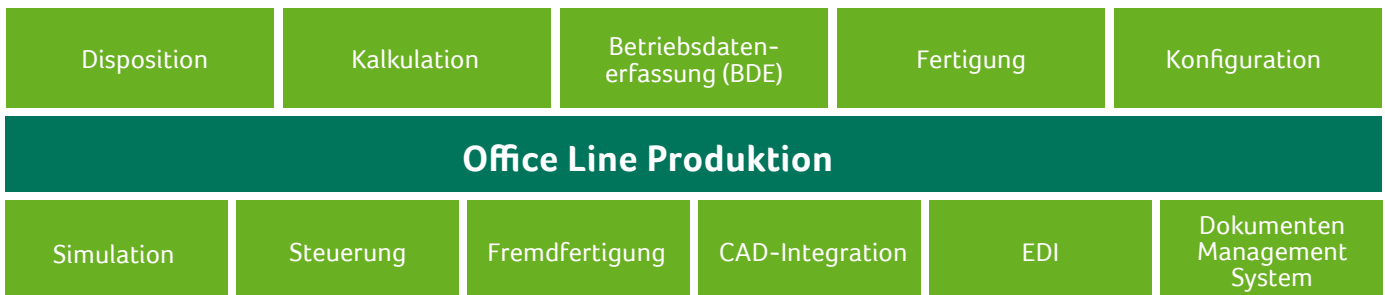 Disposition
Kalkulation
Betriebsdaten-
erfassung (BDE)
Fertigung
Konfiguration
Office Line Produktion
Simulation
Steuerung
Fremdfertigung
CAD-Integration
EDI
Dokumenten
Management
System